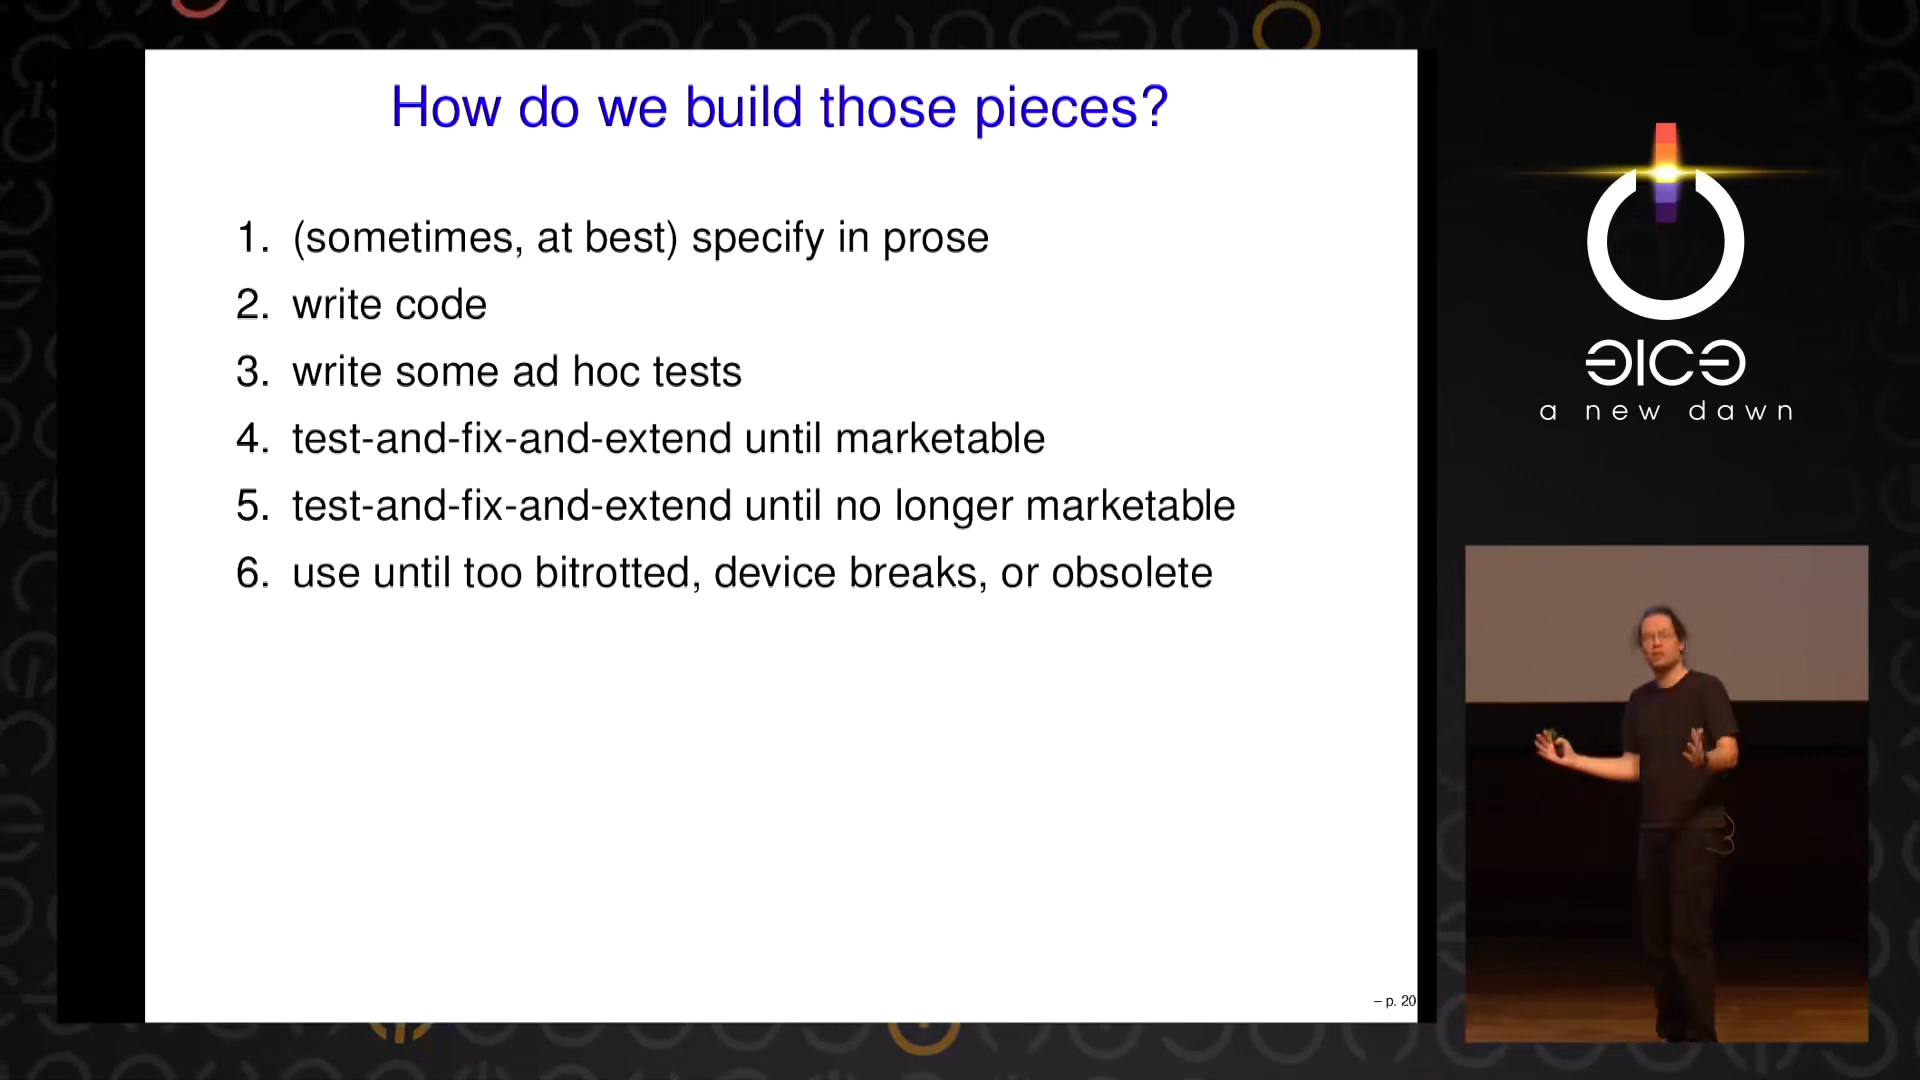 How do we build those pieces?
1. (sometimes, at best) specify in prose
2. write code
3. write some ad hoc tests
4. test-and-fix-and-extend until marketable
5. test-and-fix-and-extend until no longer marketable
6. use until too bitrotted, device breaks, or obsolete
– p. 20
31C3
a new dawn